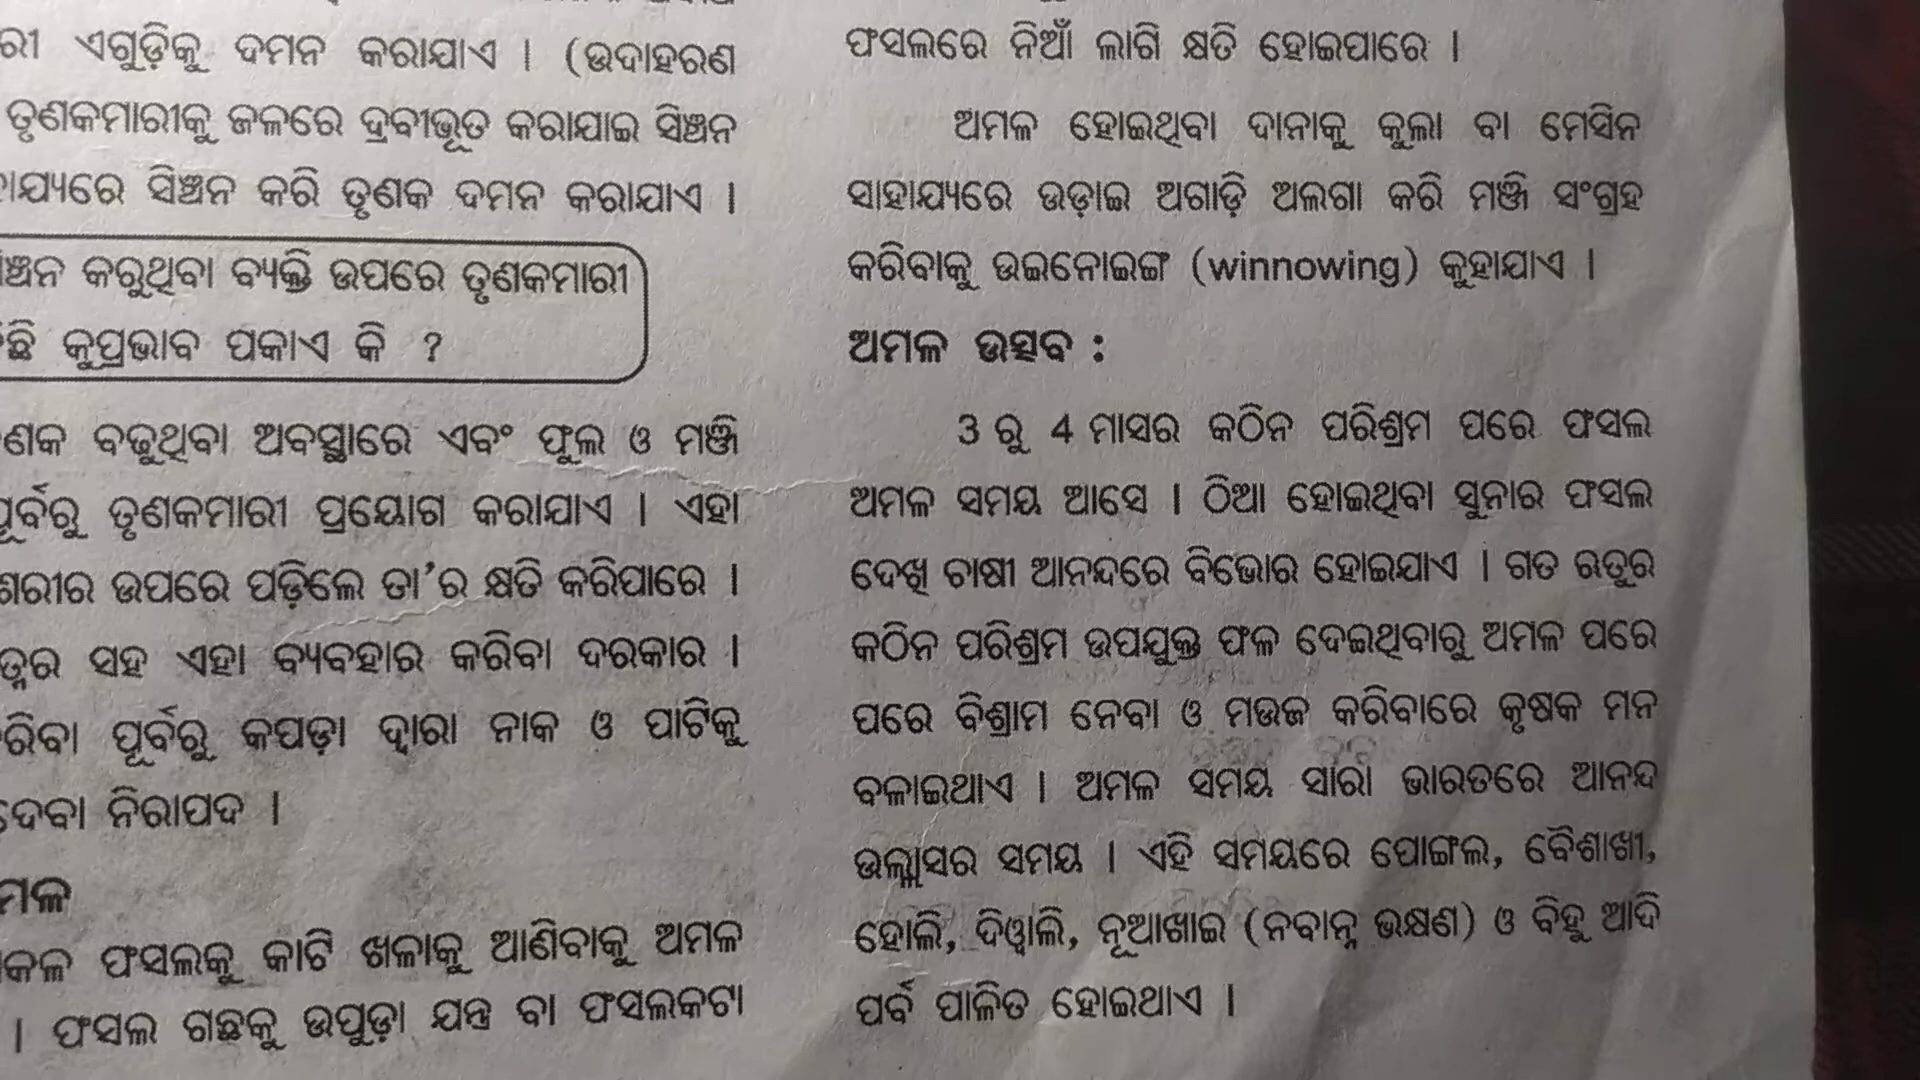 ଏଗୁଡ଼ିକୁ ଦମନ କରାଯାଏ । (ଉଦାହରଣ
ତୃଣକମାରୀକୁ ଜଳରେ ଦ୍ରବୀଭୂତ କରାଯାଇ ସିଞ୍ଚନ
ସିଞ୍ଚନ କରି ତୃଣକ ଦମନ କରାଯାଏ ।
କରୁଥିବା ବ୍ୟକ୍ତି ଉପରେ ତୃଣକମାରୀ
କୁପ୍ରଭାବ ପକାଏ କି ?
ବଢୁଥିବା ଅବସ୍ଥାରେ ଏବଂ ଫୁଲ ଓ ମଞ୍ଜି
ପୂର୍ବରୁ ତୃଣକମାରୀ ପ୍ରୟୋଗ କରାଯାଏ । ଏହା
ଶରୀର ଉପରେ ପଡ଼ିଲେ ତା’ର କ୍ଷତି କରିପାରେ ।
ସହ ଏହା ବ୍ୟବହାର କରିବା ଦରକାର ।
ପୂର୍ବରୁ କପଡ଼ା ଦ୍ୱାରା ନାକ ଓ ପାଟିକୁ
ଦେବା ନିରାପଦ ।
ଫସଲକୁ କାଟି ଖଳାକୁ ଆଣିବାକୁ ଅମଳ
। ଫସଲ ଗଛକୁ ଉପୁଡ଼ା ଯନ୍ତ୍ର ବା ଫସଲକଟା
ଫସଲରେ ନିଆଁ ଲାଗି କ୍ଷତି ହୋଇପାରେ ।
ଅମଳ ହୋଇଥିବା ଦାନାକୁ କୁଲା ବା ମେସିନ
ସାହାଯ୍ୟରେ ଉଡ଼ାଇ ଅଗାଡ଼ି ଅଲଗା କରି ମଞ୍ଜି ସଂଗ୍ରହ
କରିବାକୁ ଉଇନୋଇଙ୍ଗ (winnowing) କୁହାଯାଏ ।
ଅମଳ ଉତ୍ସବ :
3 ରୁ 4 ମାସର କଠିନ ପରିଶ୍ରମ ପରେ ଫସଲ
ଅମଳ ସମୟ ଆସେ । ଠିଆ ହୋଇଥିବା ସୁନାର ଫସଲ
ଦେଖି ଚାଷୀ ଆନନ୍ଦରେ ବିଭୋର ହୋଇଯାଏ । ଗତ ଋତୁର
କଠିନ ପରିଶ୍ରମ ଉପଯୁକ୍ତ ଫଳ ଦେଇଥିବାରୁ ଅମଳ ପରେ
ପରେ ବିଶ୍ରାମ ନେବା ଓ ମଉଜ କରିବାରେ କୃଷକ ମନ
ବଳାଇଥାଏ । ଅମଳ ସମୟ ସାରା ଭାରତରେ ଆନନ୍ଦ
ଉଲ୍ଲାସର ସମୟ । ଏହି ସମୟରେ ପୋଙ୍ଗଲ, ବୈଶାଖୀ,
ହୋଲି, ଦିୱାଲି, ନୂଆଖାଇ (ନବାନ୍ନ ଭକ୍ଷଣ) ଓ ବିହୁ ଆଦି
ପର୍ବ ପାଳିତ ହୋଇଥାଏ ।